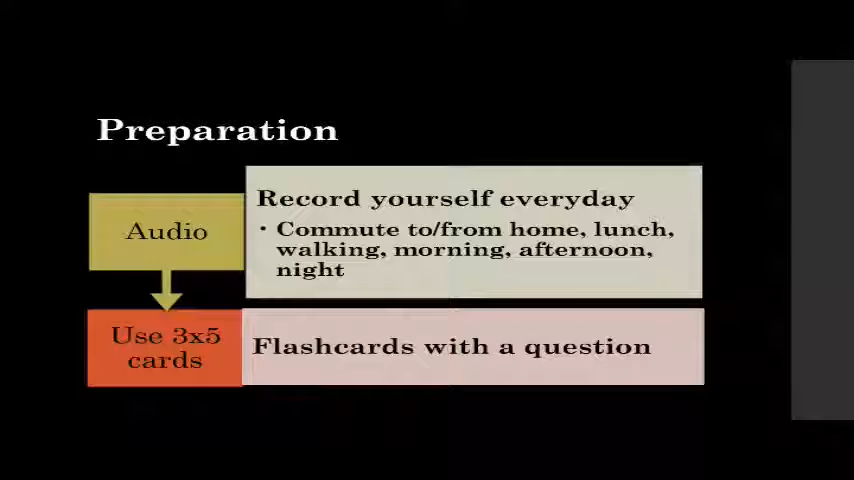 Preparation
Audio
Record yourself everyday
• Commute to/from home, lunch,
walking, morning, afternoon,
night
Use 3x5
cards
Flashcards with a question